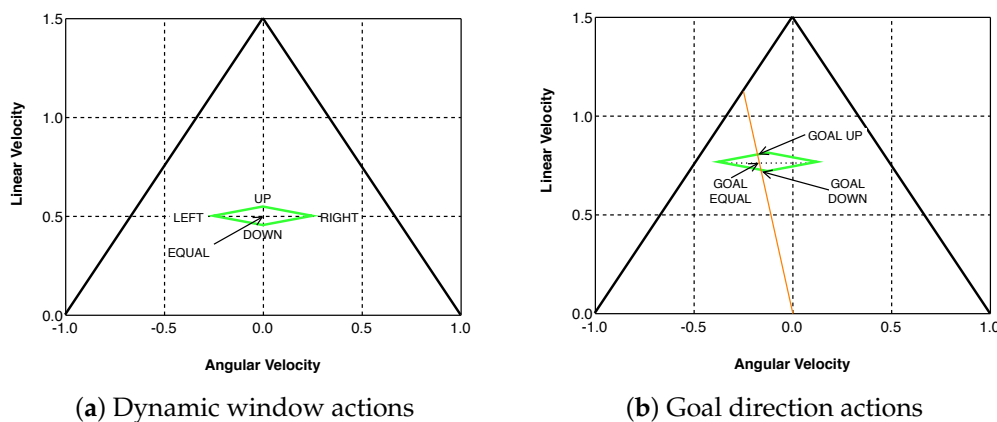 1.5
1.0
0.5
0.0
-1.0
-0.5
0.0
0.5
1.0
Linear Velocity
Angular Velocity
UP
LEFT
RIGHT
DOWN
EQUAL
(a) Dynamic window actions
1.5
1.0
0.5
0.0
-1.0
-0.5
0.0
0.5
1.0
Linear Velocity
Angular Velocity
GOAL UP
GOAL
EQUAL
GOAL
DOWN
(b) Goal direction actions